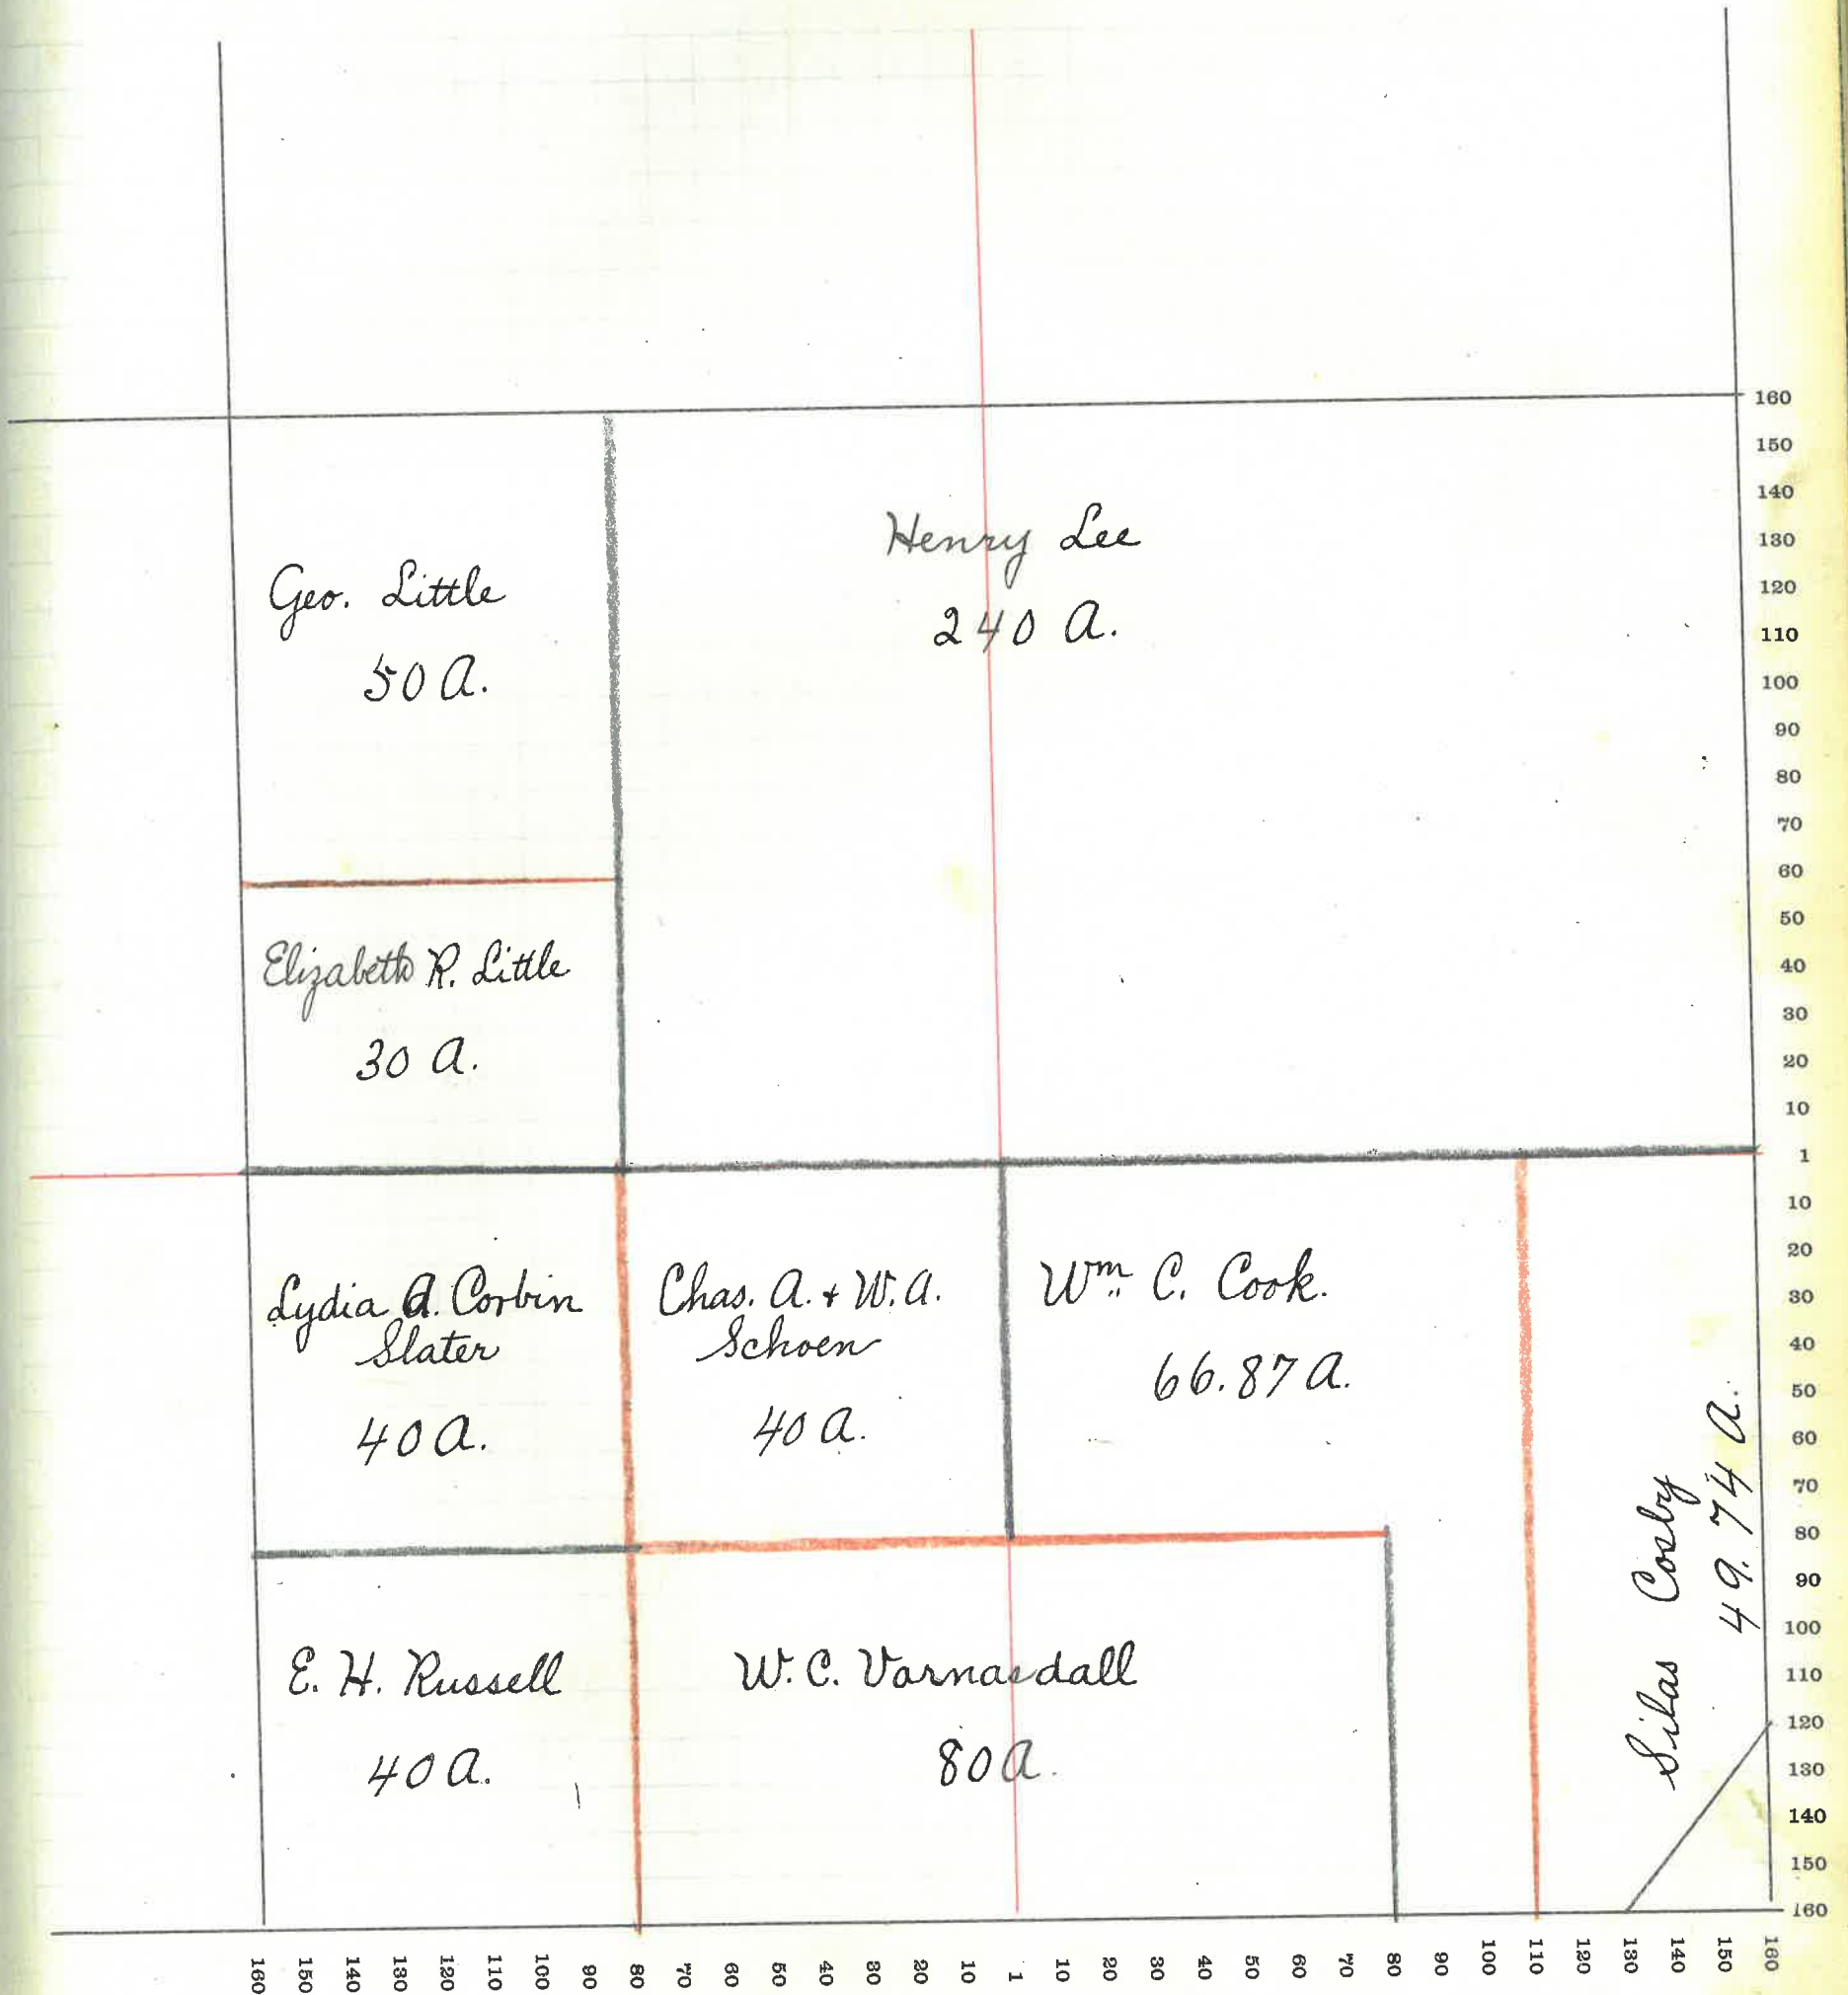 Henry Lee
240 A.
Geo. Little
50 A.
Elizabeth R. Little
30 A.
Lydia A. Corbin
Slater
40 A.
Chas. A. & W. A.
Schoen
40 A.
Wm. C. Cook.
66.87 A.
Silas Cosby
49.74 A.
E. H. Russell
40 A.
W. C. Varnasdall
80 A.
160
150
140
130
120
110
100
90
80
70
60
50
40
30
20
10
1
10
20
30
40
50
60
70
80
90
100
110
120
130
140
150
160
160 150 140 130 120 110 100 90 80 70 60 50 40 30 20 10 1 10 20 30 40 50 60 70 80 90 100 110 120 130 140 150 160